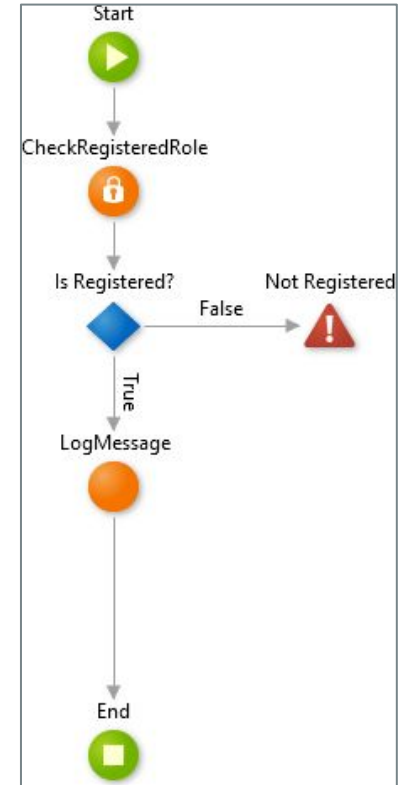 Start
CheckRegisteredRole
Is Registered?
Not Registered
False
True
LogMessage
End